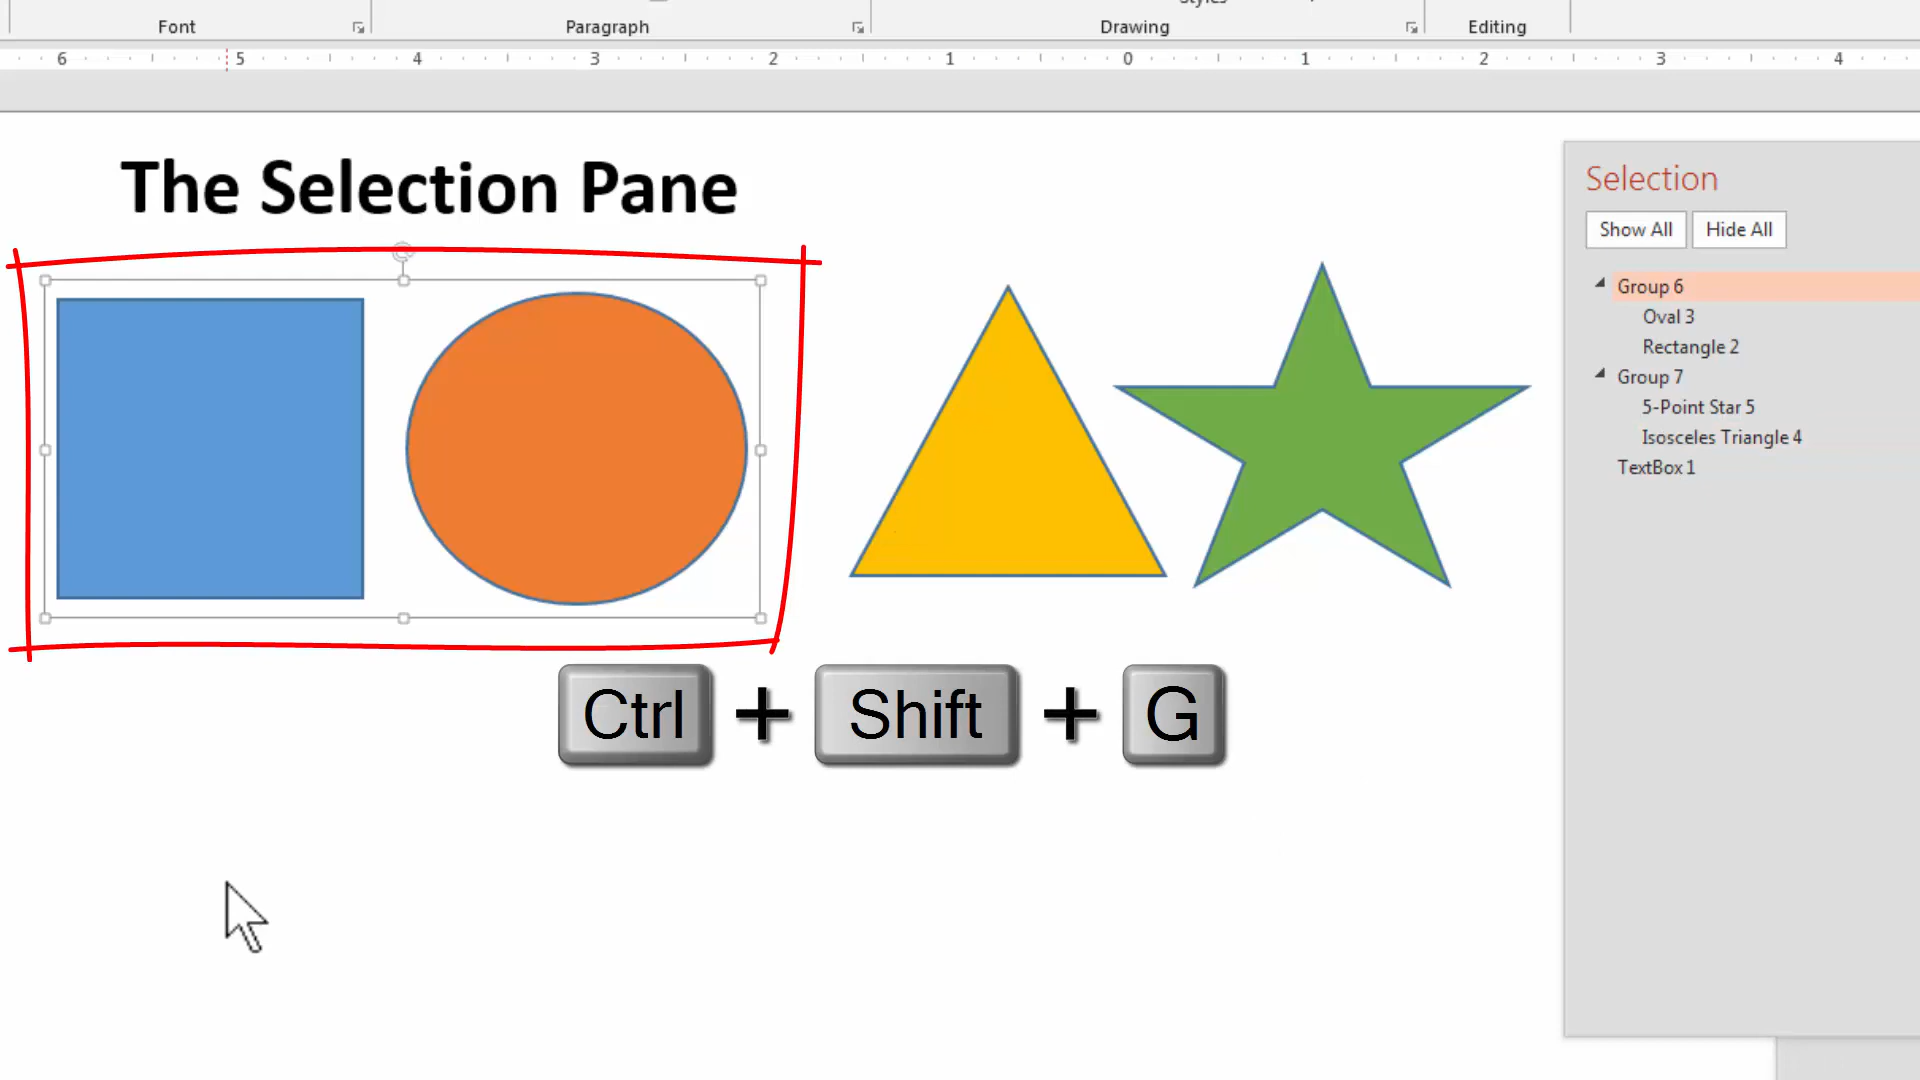 Styles
Font Paragraph Drawing Editing
6 5 4 3 2 1 0 1 2 3 4
The Selection Pane
Selection
Show All Hide All
Group 6
Oval 3
Rectangle 2
Group 7
5-Point Star 5
Isosceles Triangle 4
TextBox 1
Ctrl + Shift + G